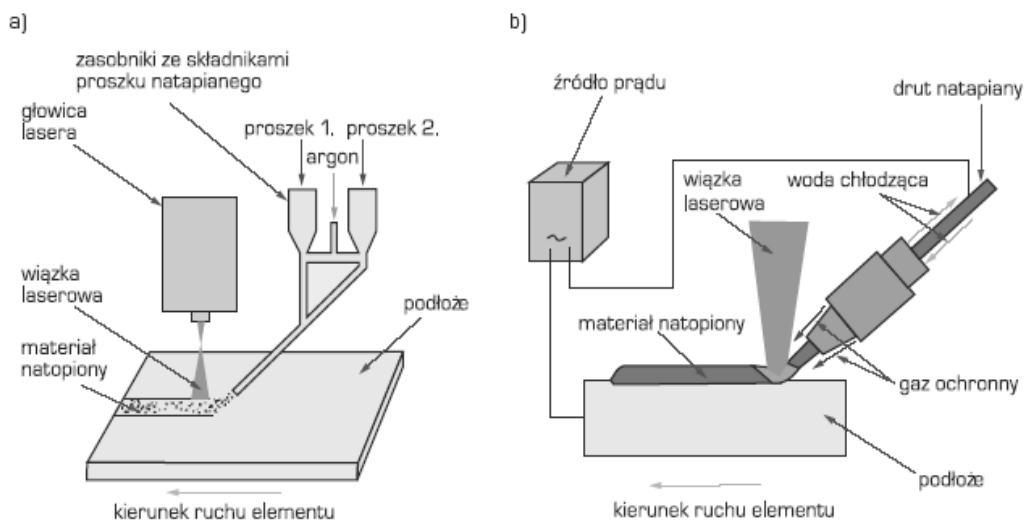 a)
zasobniki ze składnikami
proszku natapianego
głowica
lasera
proszek 1,
proszek 2,
argon
wiązka
laserowa
materiał
natopiony
podłoże
kierunek ruchu elementu
b)
źródło prądu
drut natapiany
wiązka
laserowa
woda chłodząca
~
materiał natopiony
gaz ochronny
podłoże
kierunek ruchu elementu